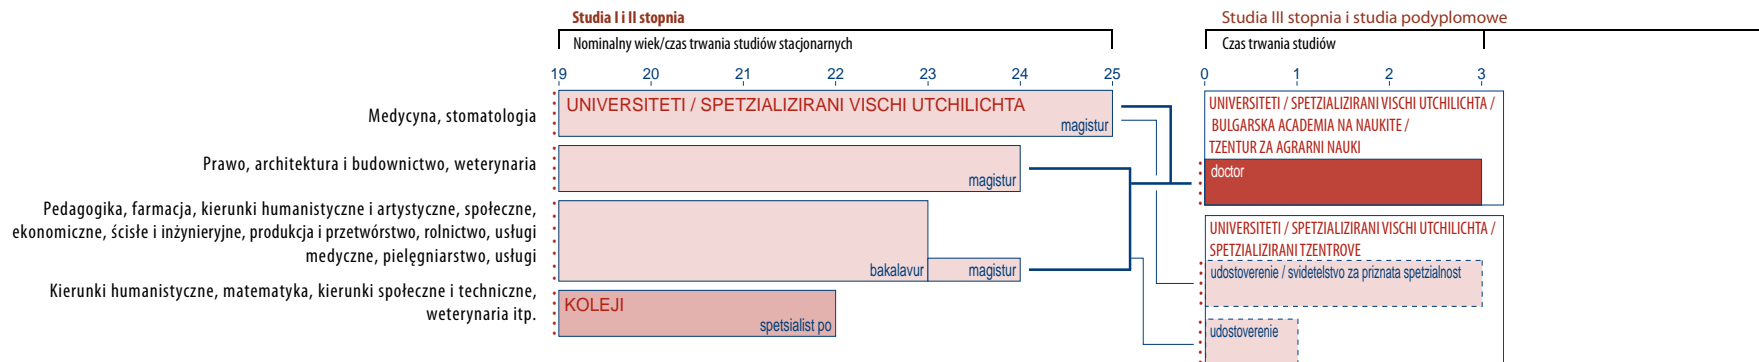 Studia I i II stopnia
Nominalny wiek/czas trwania studiów stacjonarnych
19 20 21 22 23 24 25
Medycyna, stomatologia
UNIVERSITETI / SPETZIALIZIRANI VISCHI UTCHILICHTA
magistur
Prawo, architektura i budownictwo, weterynaria
magistur
Pedagogika, farmacja, kierunki humanistyczne i artystyczne, społeczne,
ekonomiczne, ścisłe i inżynieryjne, produkcja i przetwórstwo, rolnictwo, usługi
medyczne, pielęgniarstwo, usługi
bakalavur
magistur
Kierunki humanistyczne, matematyka, kierunki społeczne i techniczne,
weterynaria itp.
KOLEJI
spetsialist po
Studia III stopnia i studia podyplomowe
Czas trwania studiów
0 1 2 3
UNIVERSITETI / SPETZIALIZIRANI VISCHI UTCHILICHTA /
BULGARSKA ACADEMIA NA NAUKITE /
TZENTUR ZA AGRARNI NAUKI
doctor
UNIVERSITETI / SPETZIALIZIRANI VISCHI UTCHILICHTA /
SPETZIALIZIRANI TZENTROVE
udostoverenie / svidetelstvo za priznata spetzialnost
udostoverenie